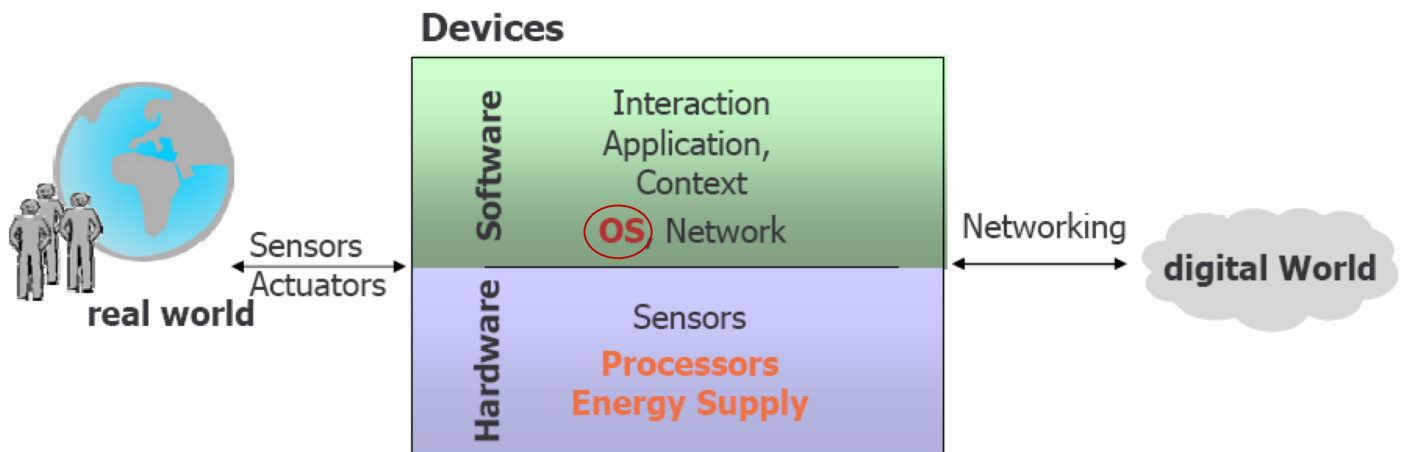 Devices
Software
Interaction
Application,
Context
OS, Network
Sensors
Actuators
real world
Networking
digital World
Hardware
Sensors
Processors
Energy Supply